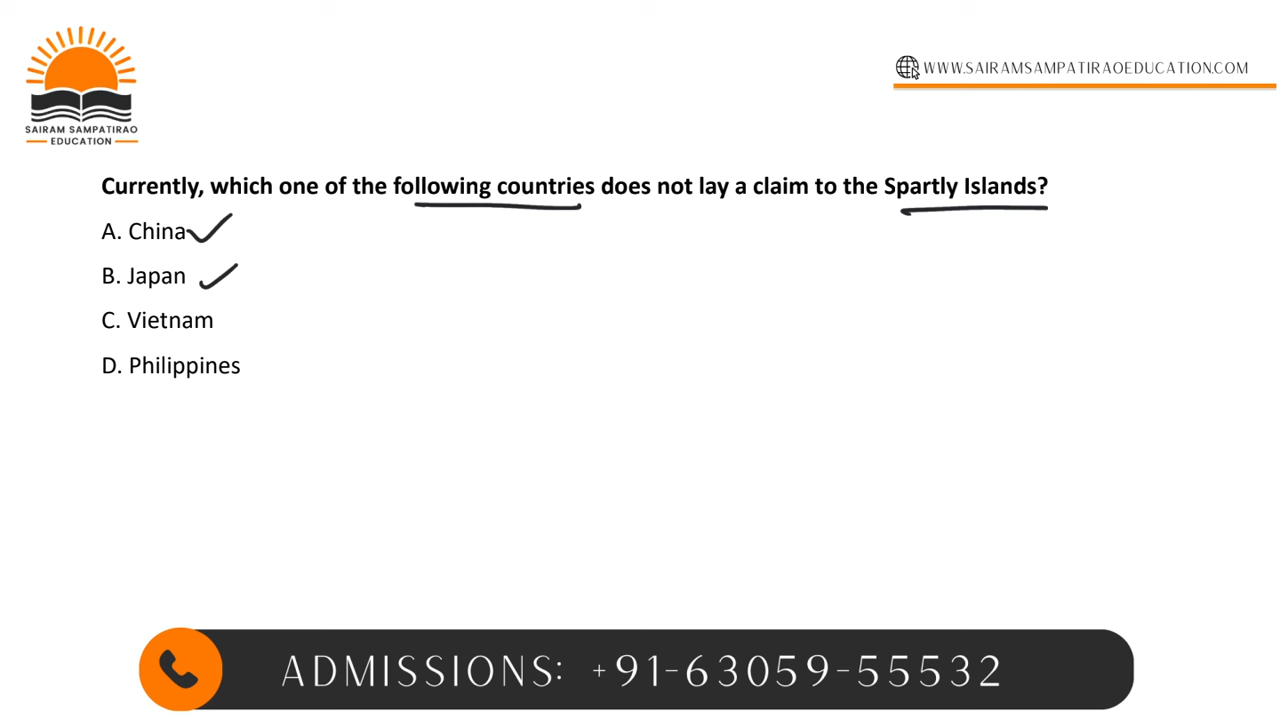 SAIRAM SAMPATIRAO
EDUCATION
WWW.SAIRAMSAMPATIRAOEDUCATION.COM
Currently, which one of the following countries does not lay a claim to the Spartly Islands?
A. China
B. Japan
C. Vietnam
D. Philippines
ADMISSIONS: +91-63059-55532